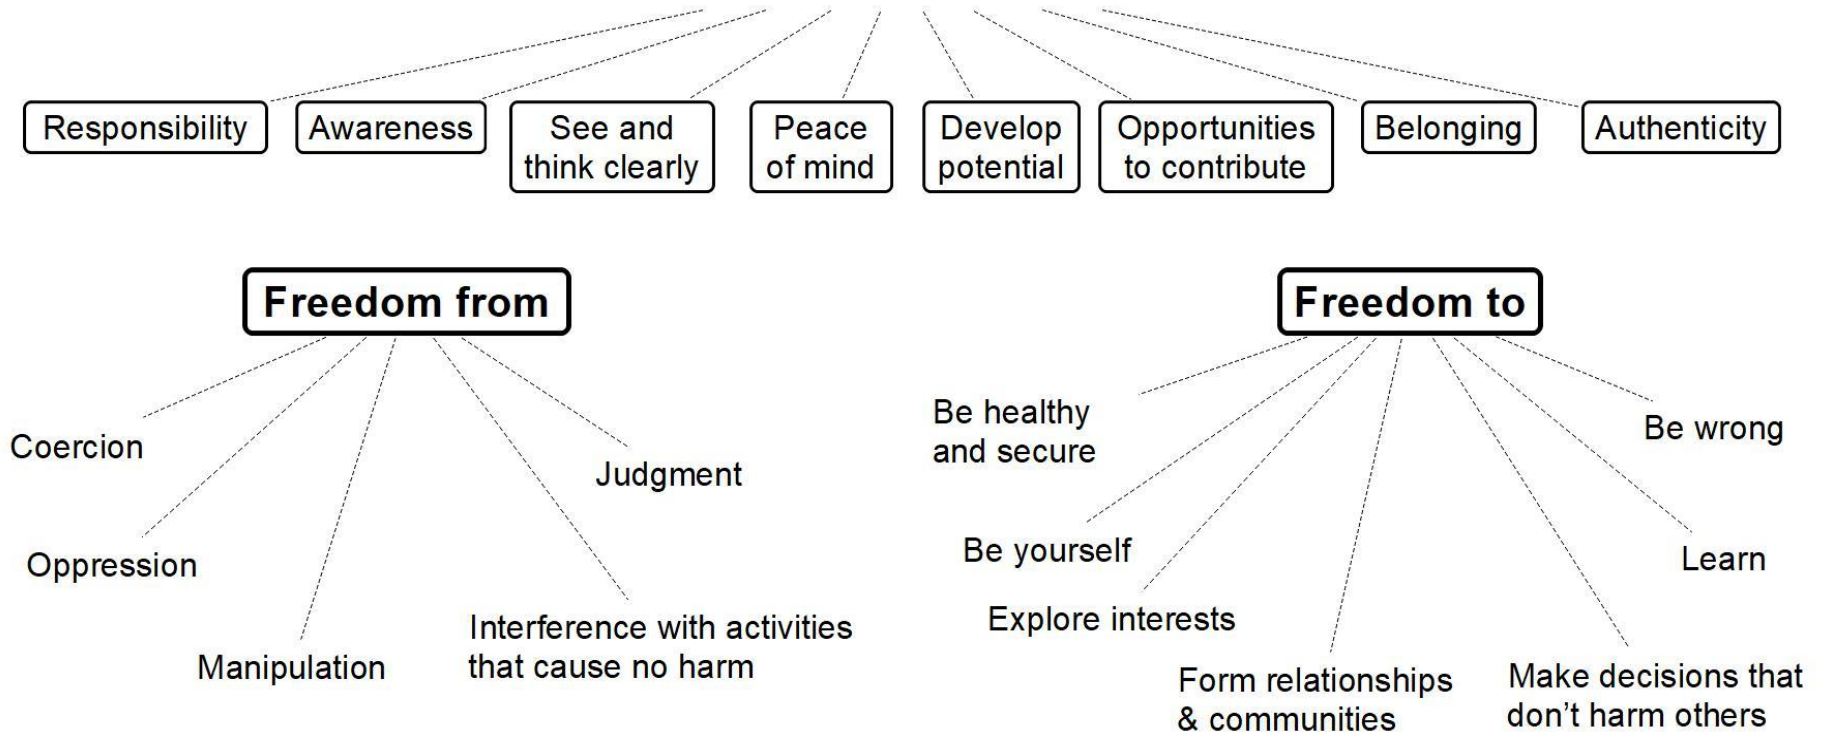 Responsibility
Awareness
See and
think clearly
Peace
of mind
Develop
potential
Opportunities
to contribute
Belonging
Authenticity
Freedom from
Coercion
Oppression
Manipulation
Interference with activities
that cause no harm
Judgment
Freedom to
Be healthy
and secure
Be yourself
Explore interests
Form relationships
& communities
Make decisions that
don’t harm others
Learn
Be wrong